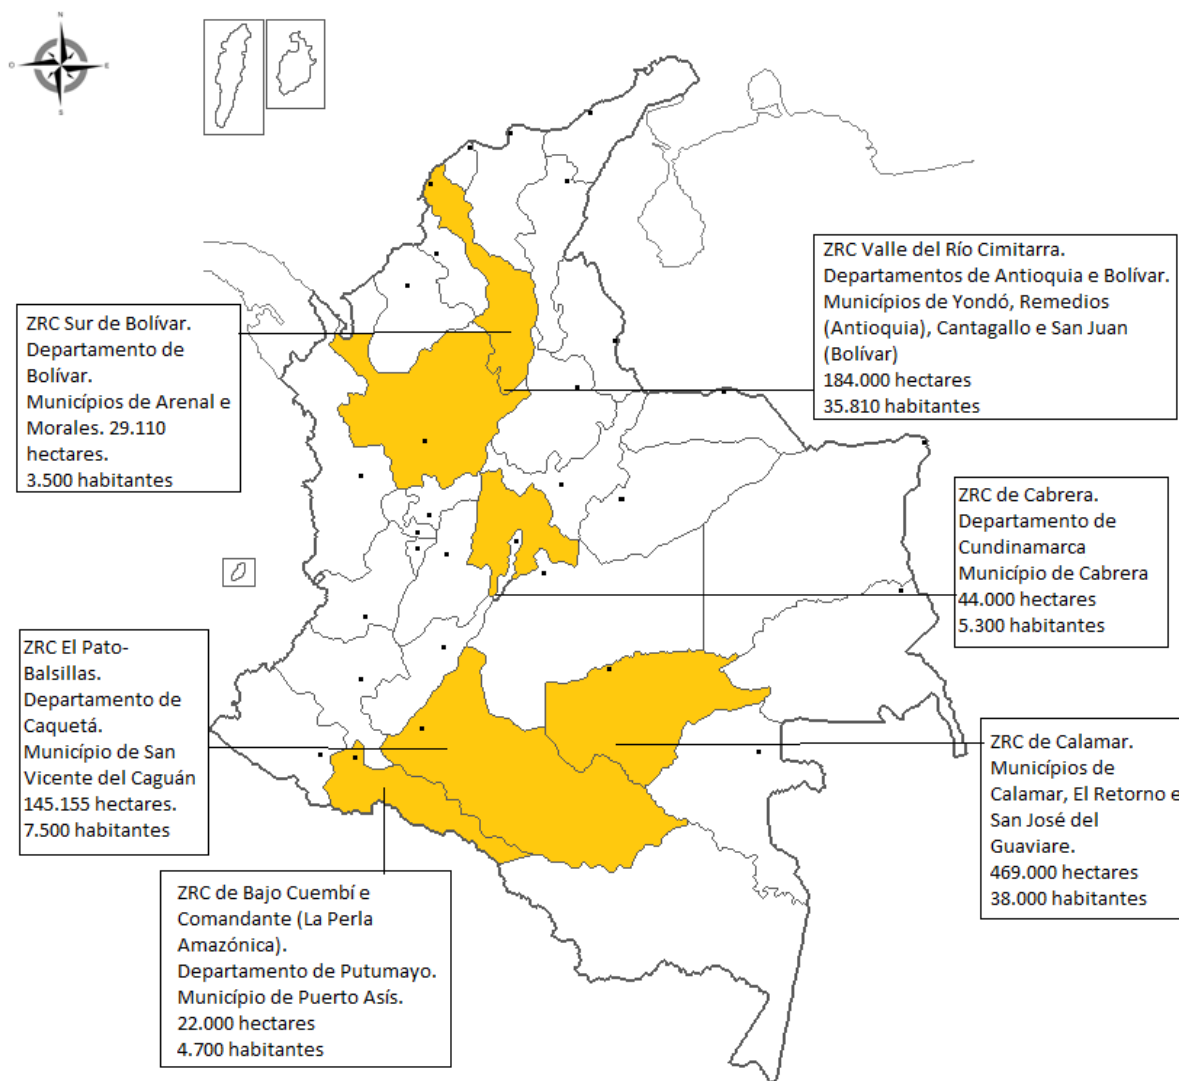 N
O
E
S
ZRC Valle del Río Cimitarra.
Departamentos de Antioquia e Bolívar.
Municípios de Yondó, Remedios
(Antioquia), Cantagallo e San Juan
(Bolívar)
184.000 hectares
35.810 habitantes
ZRC Sur de Bolívar.
Departamento de
Bolívar.
Municípios de Arenal e
Morales. 29.110
hectares.
3.500 habitantes
ZRC de Cabrera.
Departamento de
Cundinamarca
Município de Cabrera
44.000 hectares
5.300 habitantes
ZRC El Pato-
Balsillas.
Departamento de
Caquetá.
Município de San
Vicente del Caguán
145.155 hectares.
7.500 habitantes
ZRC de Calamar.
Municípios de
Calamar, El Retorno e
San José del
Guaviare.
469.000 hectares
38.000 habitantes
ZRC de Bajo Cuembí e
Comandante (La Perla
Amazónica).
Departamento de Putumayo.
Município de Puerto Asís.
22.000 hectares
4.700 habitantes